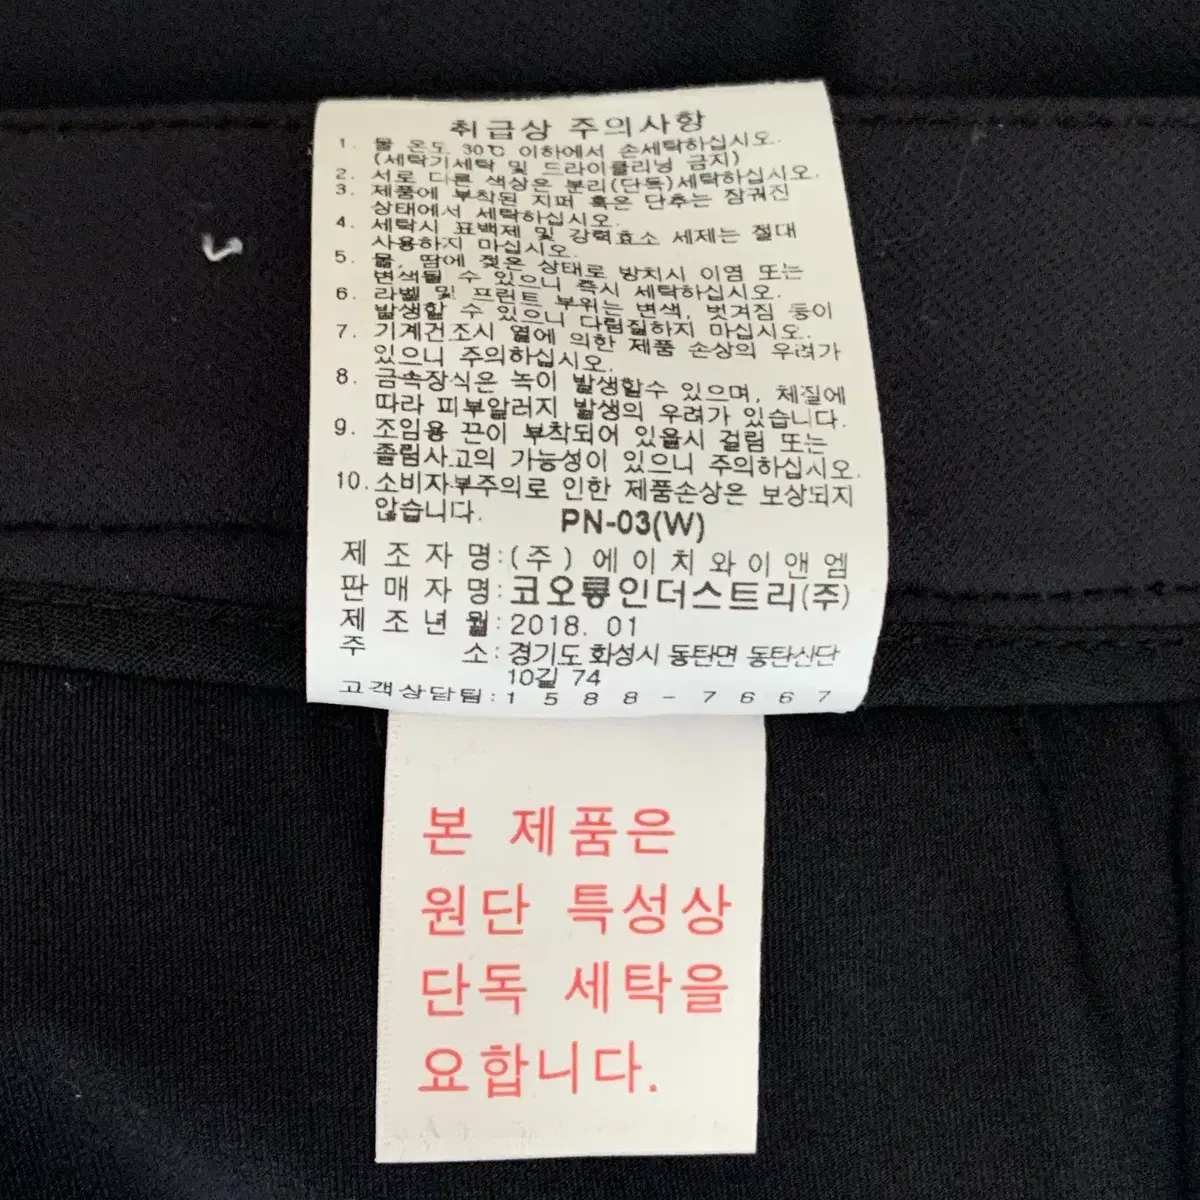 취급상 주의사항
1. 물 온도 30℃ 이하에서 손세탁하십시오.
(세탁기세탁 및 드라이클리닝 금지)
2. 서로 다른 색상은 분리(단독)세탁하십시오.
3. 제품에 부착된 지퍼 혹은 단추는 잠궈진
상태에서 세탁하십시오.
4. 세탁시 표백제 및 강력효소 세제는 절대
사용하지 마십시오.
5. 물, 땀에 젖은 상태로 방치시 이염 또는
변색될 수 있으니 즉시 세탁하십시오.
6. 라벨 및 프린트 부위는 변색, 벗겨짐 등이
발생할 수 있으니 다림질하지 마십시오.
7. 기계건조시 열에 의한 제품 손상의 우려가
있으니 주의하십시오.
8. 금속장식은 녹이 발생할수 있으며, 체질에
따라 피부알러지 발생의 우려가 있습니다.
9. 조임용 끈이 부착되어 있을시 걸림 또는
졸림사고의 가능성이 있으니 주의하십시오.
10. 소비자부주의로 인한 제품손상은 보상되지
않습니다. PN-03(W)
제 조 자 명:(주) 에이치와이앤엠
판 매 자 명:코오롱인더스트리(주)
제 조 년 월:2018. 01
주 소:경기도 화성시 동탄면 동탄산단
10길 74
고객상담팀:1588-7667
본 제품은
원단 특성상
단독 세탁을
요합니다.